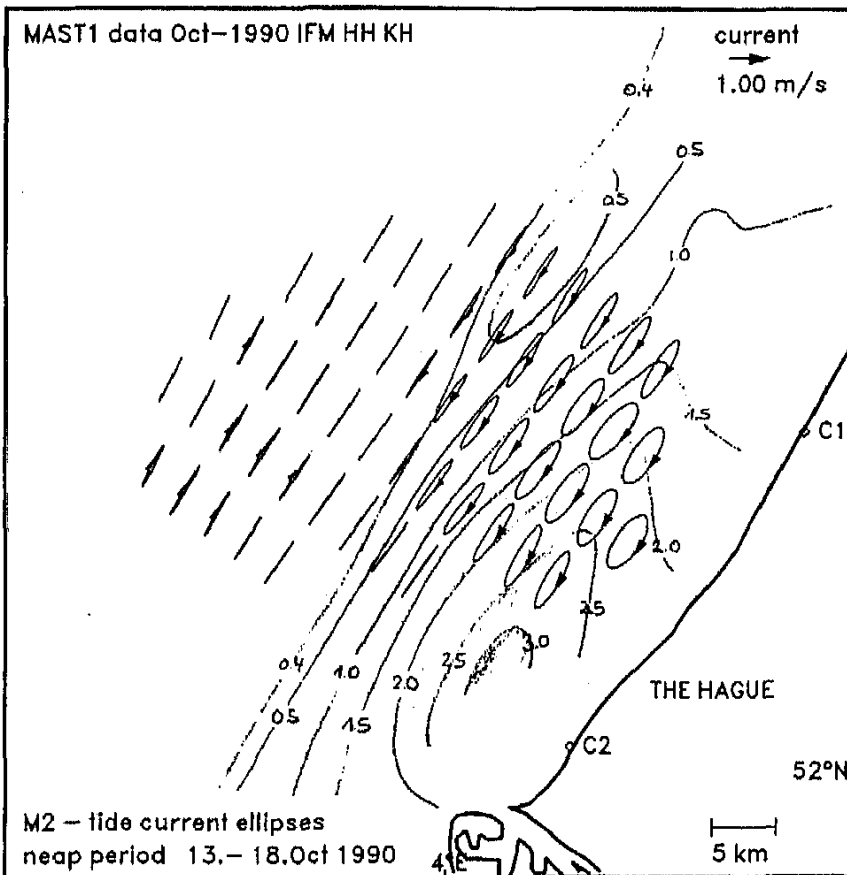 MAST1 data Oct-1990 IFM HH KH
current
1.00 m/s
0.4
0.5
0.5
1.0
1.5
C1
2.0
2.5
3.0
2.5
2.0
1.0
0.4
0.5
1.5
THE HAGUE
C2
52°N
M2 - tide current ellipses
neap period 13.- 18.Oct 1990
4°E
5 km